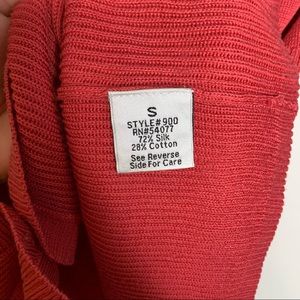 S
STYLE#900
RN#54077
72% Silk
28% Cotton
See Reverse
Side For Care